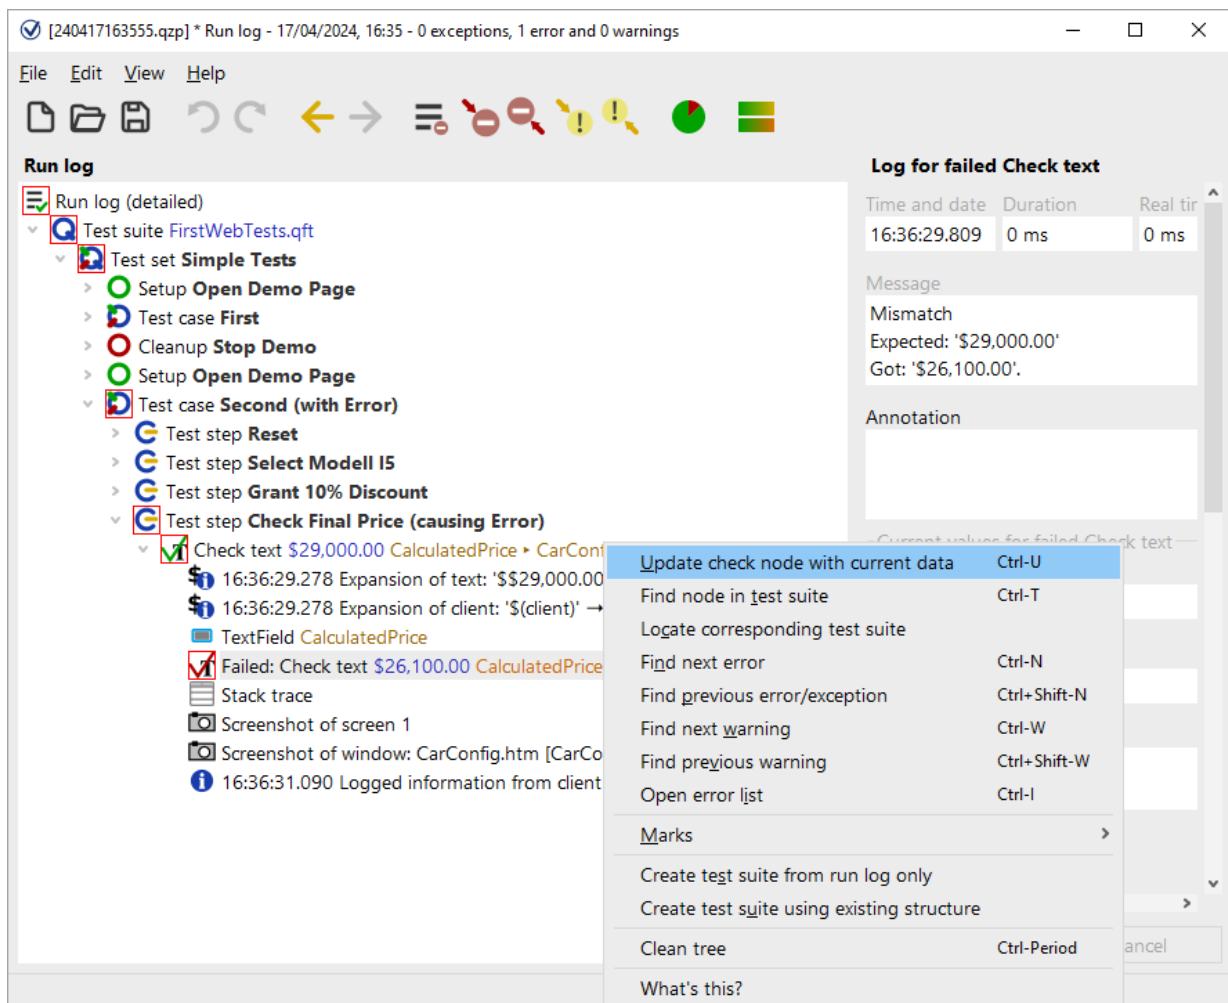 [240417163555.qzp] * Run log - 17/04/2024, 16:35 - 0 exceptions, 1 error and 0 warnings
File Edit View Help
Run log
Run log (detailed)
Test suite FirstWebTests.qft
Test set Simple Tests
Setup Open Demo Page
Test case First
Cleanup Stop Demo
Setup Open Demo Page
Test case Second (with Error)
Test step Reset
Test step Select Modell I5
Test step Grant 10% Discount
Test step Check Final Price (causing Error)
Check text $29,000.00 CalculatedPrice ▸ CarConf
16:36:29.278 Expansion of text: '$$29,000.00
16:36:29.278 Expansion of client: '$(client)' →
TextField CalculatedPrice
Failed: Check text $26,100.00 CalculatedPrice
Stack trace
Screenshot of screen 1
Screenshot of window: CarConfig.htm [CarCo
16:36:31.090 Logged information from client
Log for failed Check text
Time and date Duration Real tir
16:36:29.809 0 ms 0 ms
Message
Mismatch
Expected: '$29,000.00'
Got: '$26,100.00'.
Annotation
Current values for failed Check text
Update check node with current data Ctrl-U
Find node in test suite Ctrl-T
Locate corresponding test suite
Find next error Ctrl-N
Find previous error/exception Ctrl+Shift-N
Find next warning Ctrl-W
Find previous warning Ctrl+Shift-W
Open error list Ctrl-I
Marks
Create test suite from run log only
Create test suite using existing structure
Clean tree Ctrl-Period
What's this?
ancel